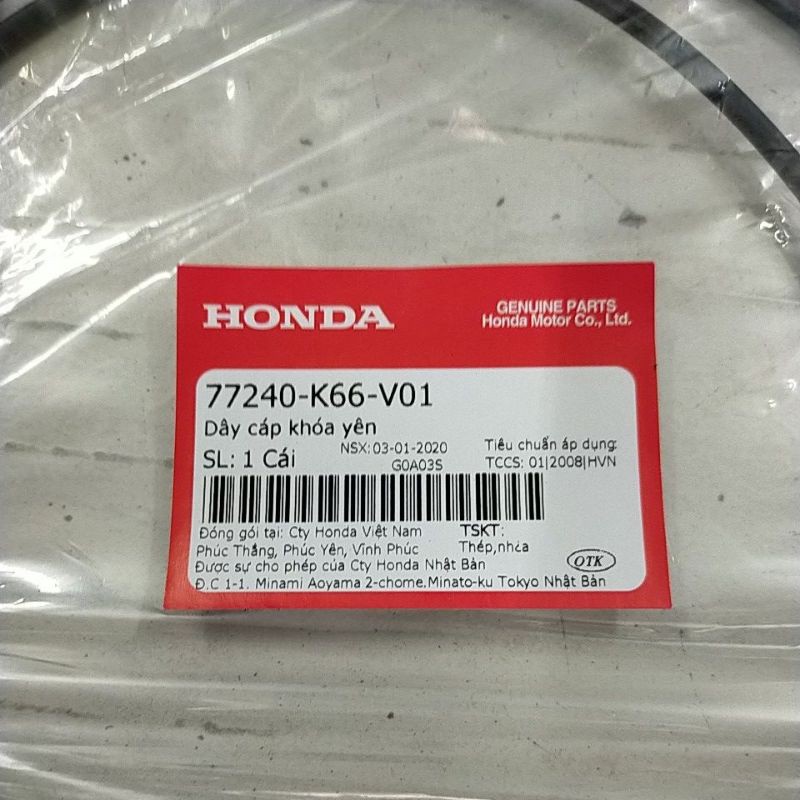 HONDA
GENUINE PARTS
Honda Motor Co., Ltd.
77240-K66-V01
Dây cáp khóa yên
SL: 1 Cái
NSX: 03-01-2020
G0A03S
Tiêu chuẩn áp dụng:
TCCS: 01|2008|HVN
Đóng gói tại: Cty Honda Việt Nam
Phúc Thắng, Phúc Yên, Vĩnh Phúc
TSKT:
Thép,nhựa
Được sự cho phép của Cty Honda Nhật Bản
Đ.C 1-1. Minami Aoyama 2-chome.Minato-ku Tokyo Nhật Bản
OTK